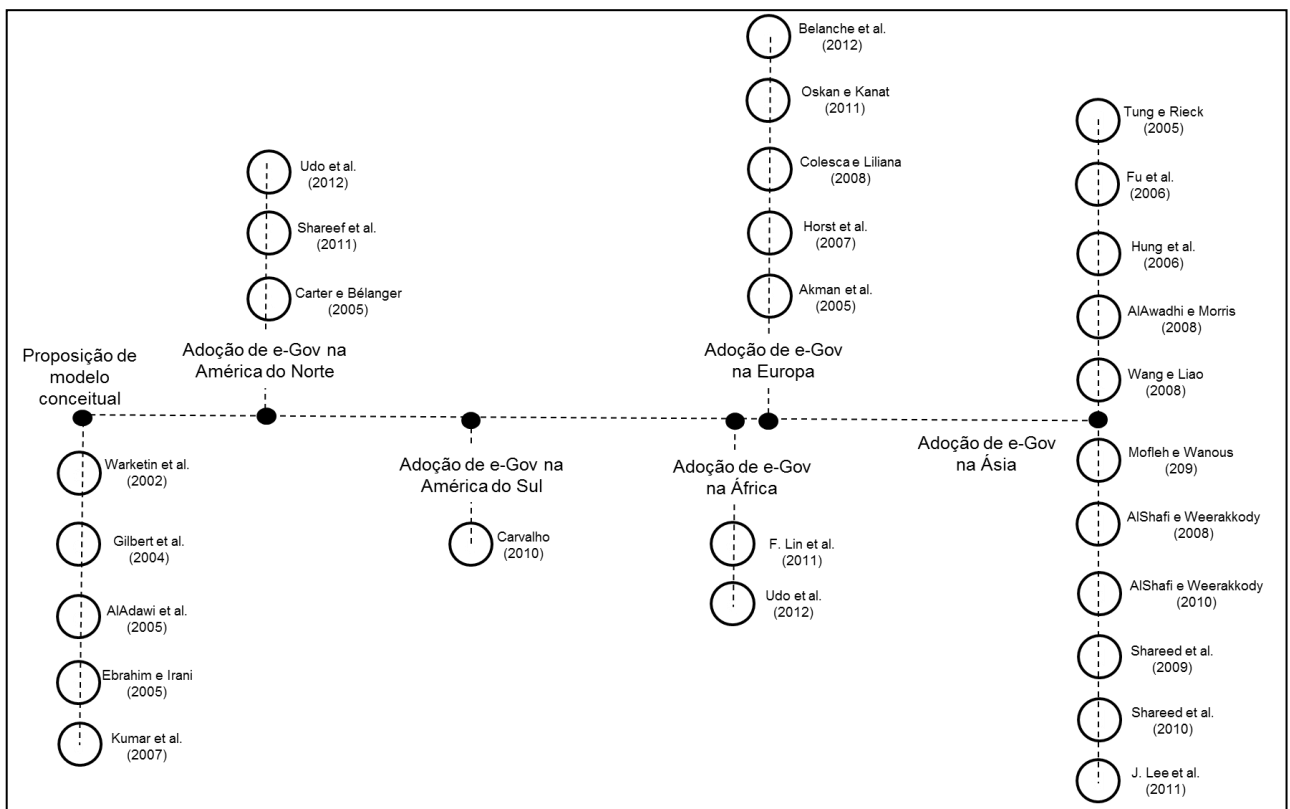 Proposição de
modelo
conceitual
Warketin et al.
(2002)
Gilbert et al.
(2004)
AlAdawi et al.
(2005)
Ebrahim e Irani
(2005)
Kumar et al.
(2007)
Udo et al.
(2012)
Shareef et al.
(2011)
Carter e Bélanger
(2005)
Adoção de e-Gov na
América do Norte
Adoção de e-Gov na
América do Sul
Carvalho
(2010)
Belanche et al.
(2012)
Oskan e Kanat
(2011)
Colesca e Liliana
(2008)
Horst et al.
(2007)
Akman et al.
(2005)
Adoção de e-Gov
na Europa
Adoção de e-Gov
na África
F. Lin et al.
(2011)
Udo et al.
(2012)
Adoção de e-Gov
na Ásia
Tung e Rieck
(2005)
Fu et al.
(2006)
Hung et al.
(2006)
AlAwadhi e Morris
(2008)
Wang e Liao
(2008)
Mofleh e Wanous
(209)
AlShafi e Weerakkody
(2008)
AlShafi e Weerakkody
(2010)
Shareed et al.
(2009)
Shareed et al.
(2010)
J. Lee et al.
(2011)